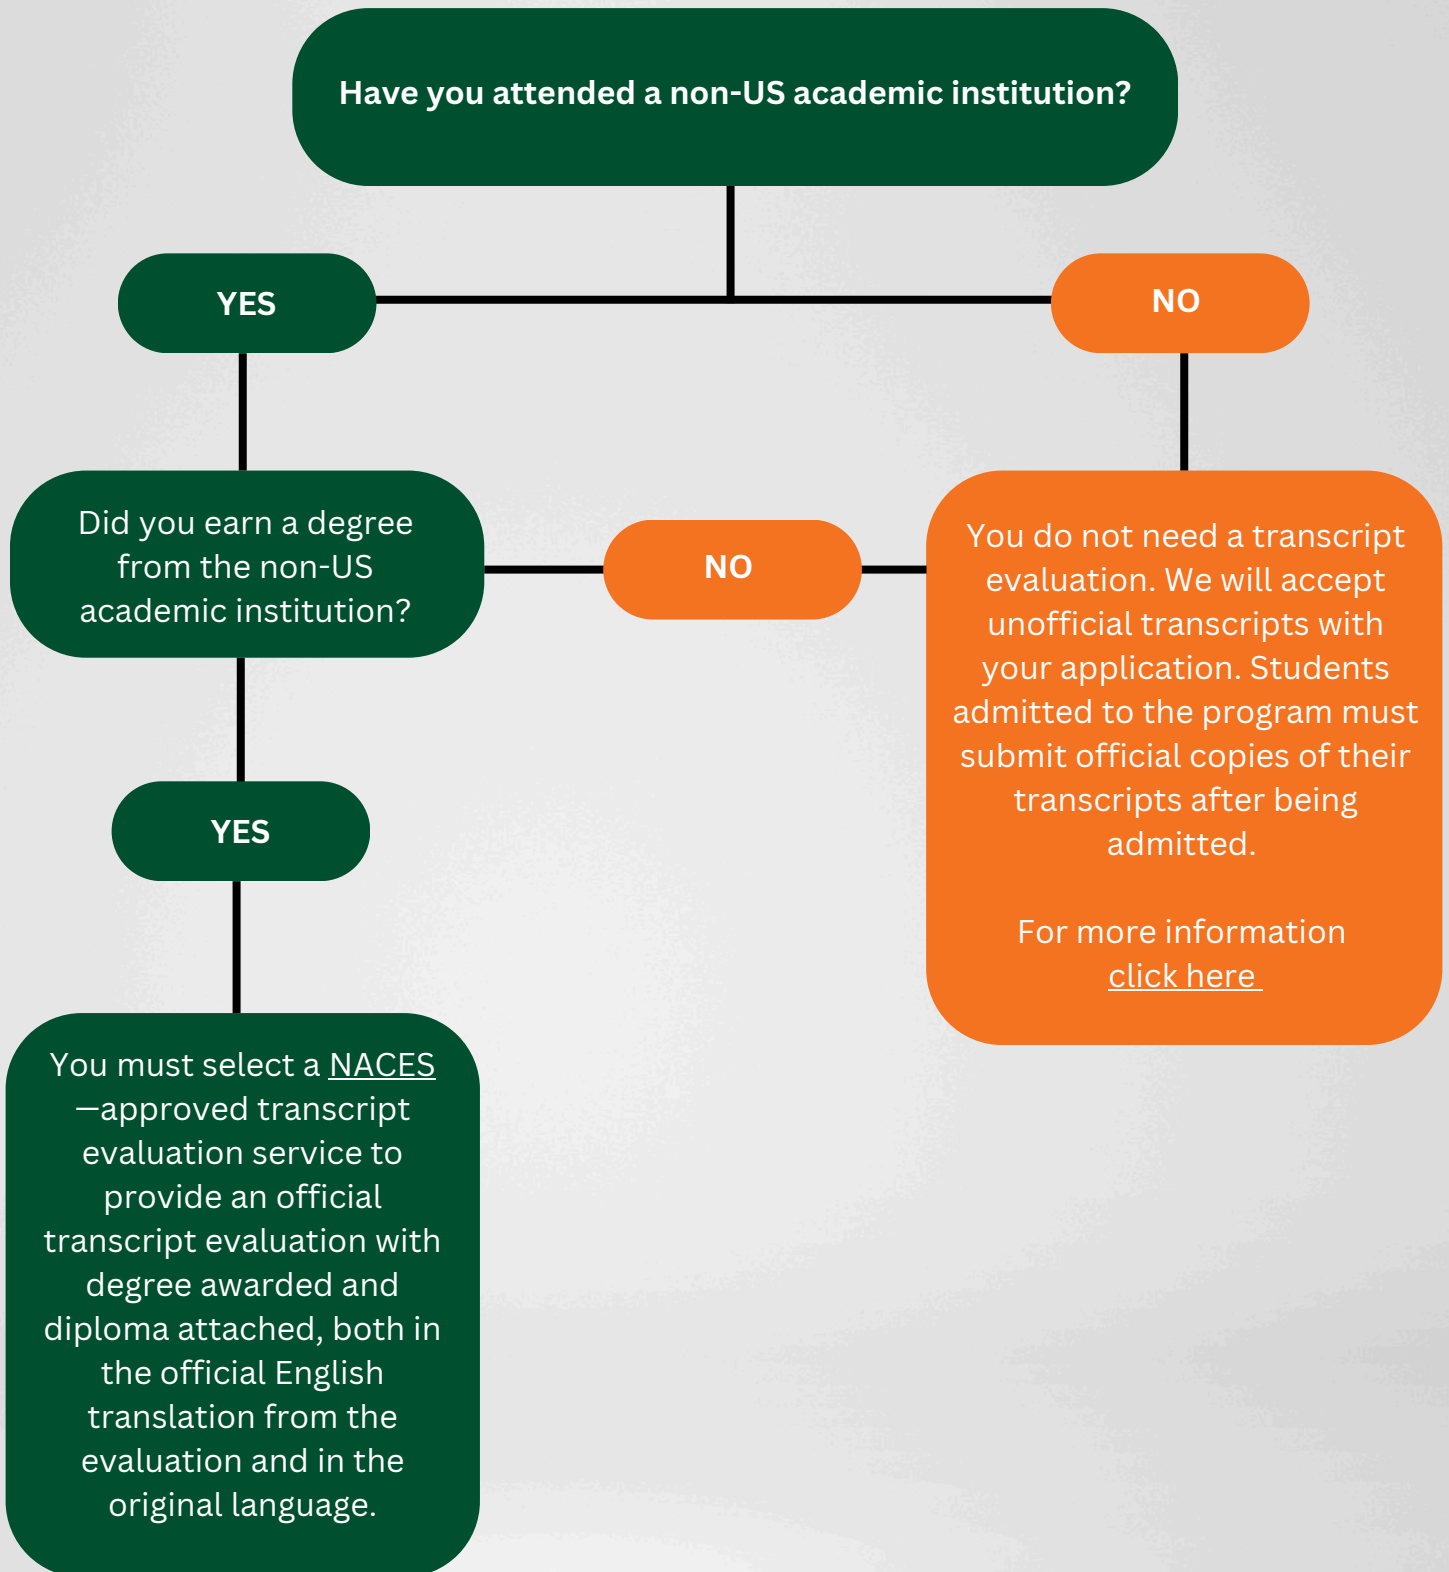 Have you attended a non-US academic institution?
YES
NO
Did you earn a degree
from the non-US
academic institution?
NO
You do not need a transcript
evaluation. We will accept
unofficial transcripts with
your application. Students
admitted to the program must
submit official copies of their
transcripts after being
admitted.
For more information
click here
YES
You must select a NACES
—approved transcript
evaluation service to
provide an official
transcript evaluation with
degree awarded and
diploma attached, both in
the official English
translation from the
evaluation and in the
original language.